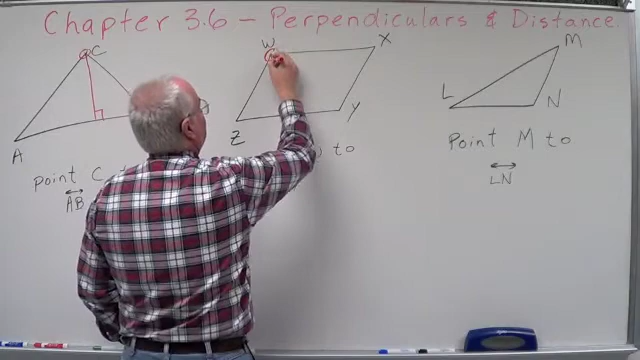 Chapter 3.6 – Perpendiculars & Distance
C
A
Point C
AB
W
X
Z
Y
to
M
L
N
Point M to
LN